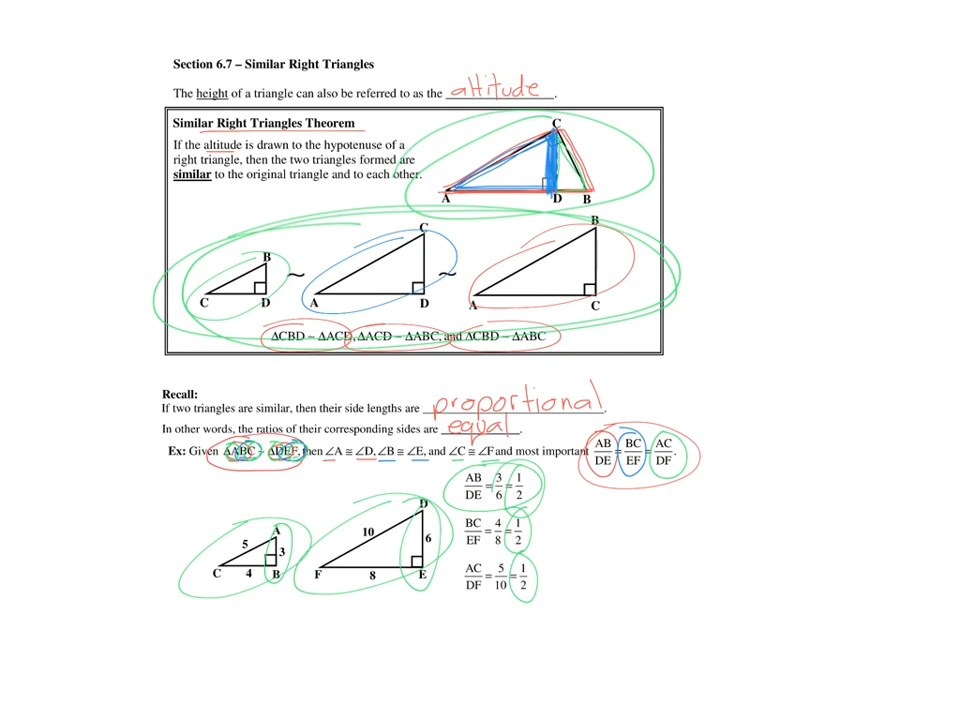 Section 6.7 – Similar Right Triangles
The height of a triangle can also be referred to as the altitude.
Similar Right Triangles Theorem
If the altitude is drawn to the hypotenuse of a
right triangle, then the two triangles formed are
similar to the original triangle and to each other.
C
A D B
B
C D
~
C
A D
~
B
A C
ΔCBD ~ ΔACD, ΔACD ~ ΔABC, and ΔCBD ~ ΔABC
Recall:
If two triangles are similar, then their side lengths are proportional.
In other words, the ratios of their corresponding sides are equal.
Ex: Given ΔABC ~ ΔDEF, then ∠A ≅ ∠D, ∠B ≅ ∠E, and ∠C ≅ ∠F and most important AB/DE = BC/EF = AC/DF.
AB/DE = 3/6 = 1/2
BC/EF = 4/8 = 1/2
AC/DF = 5/10 = 1/2
A
5 3
C 4 B
D
10 6
F 8 E